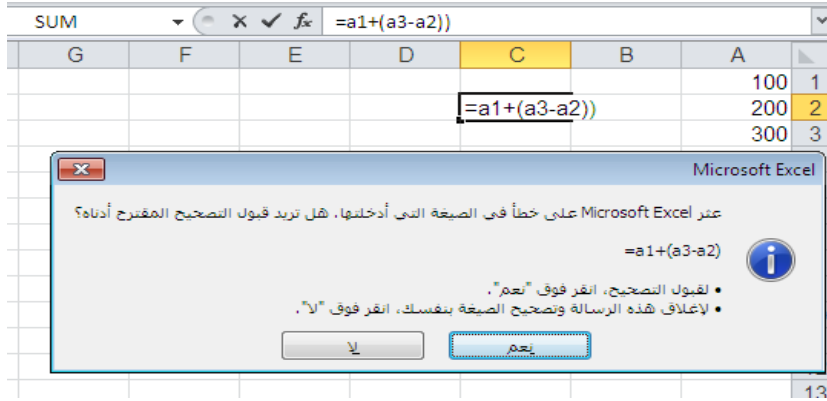 SUM =a1+(a3-a2))
G F E D C B A
100 1
=a1+(a3-a2)) 200 2
300 3
Microsoft Excel
عثر Microsoft Excel على خطأ في الصيغة التي أدخلتها. هل تريد قبول التصحيح المقترح أدناه؟
=a1+(a3-a2)
• لقبول التصحيح، انقر فوق "نعم".
• لإغلاق هذه الرسالة وتصحيح الصيغة بنفسك، انقر فوق "لا".
نعم لا
13